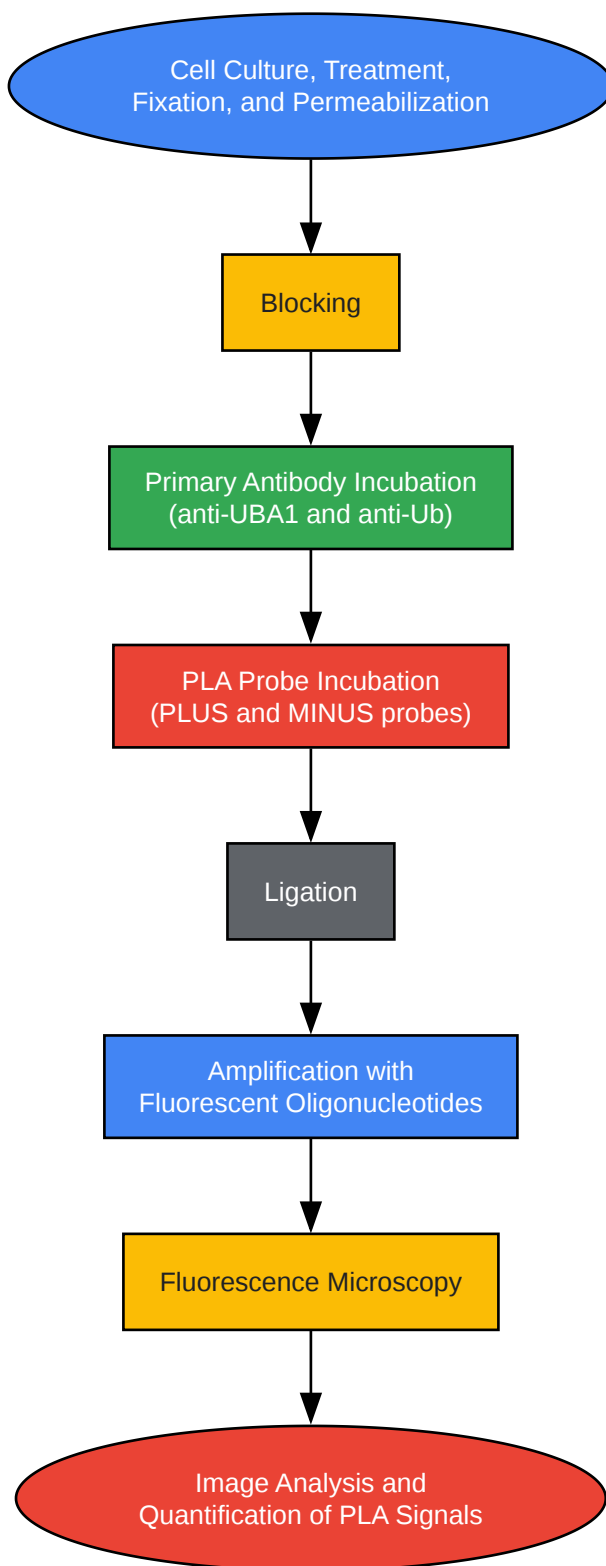 Cell Culture, Treatment,
Fixation, and Permeabilization
Blocking
Primary Antibody Incubation
(anti-UBA1 and anti-Ub)
PLA Probe Incubation
(PLUS and MINUS probes)
Ligation
Amplification with
Fluorescent Oligonucleotides
Fluorescence Microscopy
Image Analysis and
Quantification of PLA Signals